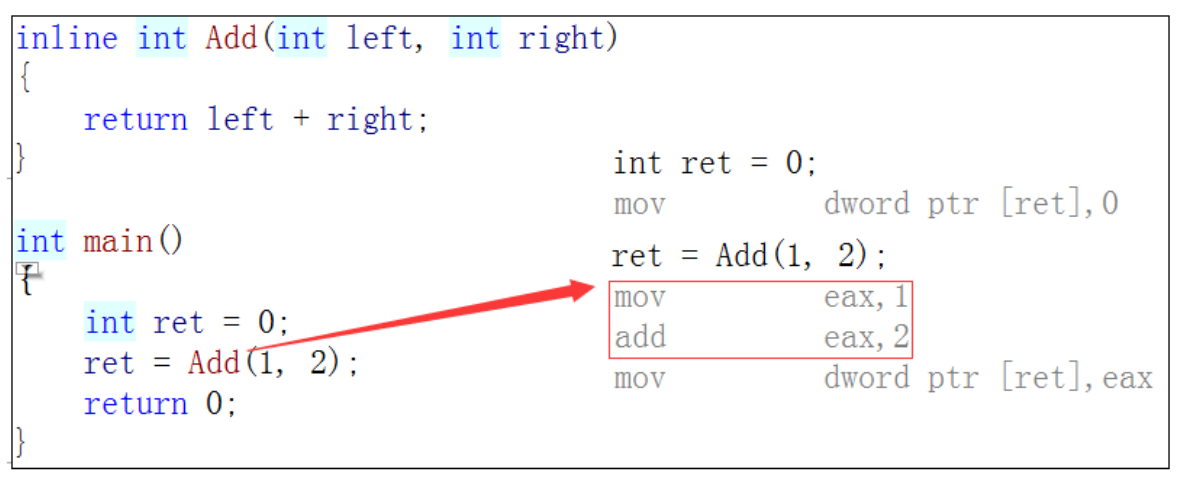 inline int Add(int left, int right)
{
    return left + right;
}
int main()
{
    int ret = 0;
    ret = Add(1, 2);
    return 0;
}
int ret = 0;
mov        dword ptr [ret],0
ret = Add(1, 2);
mov        eax,1
add        eax,2
mov        dword ptr [ret],eax